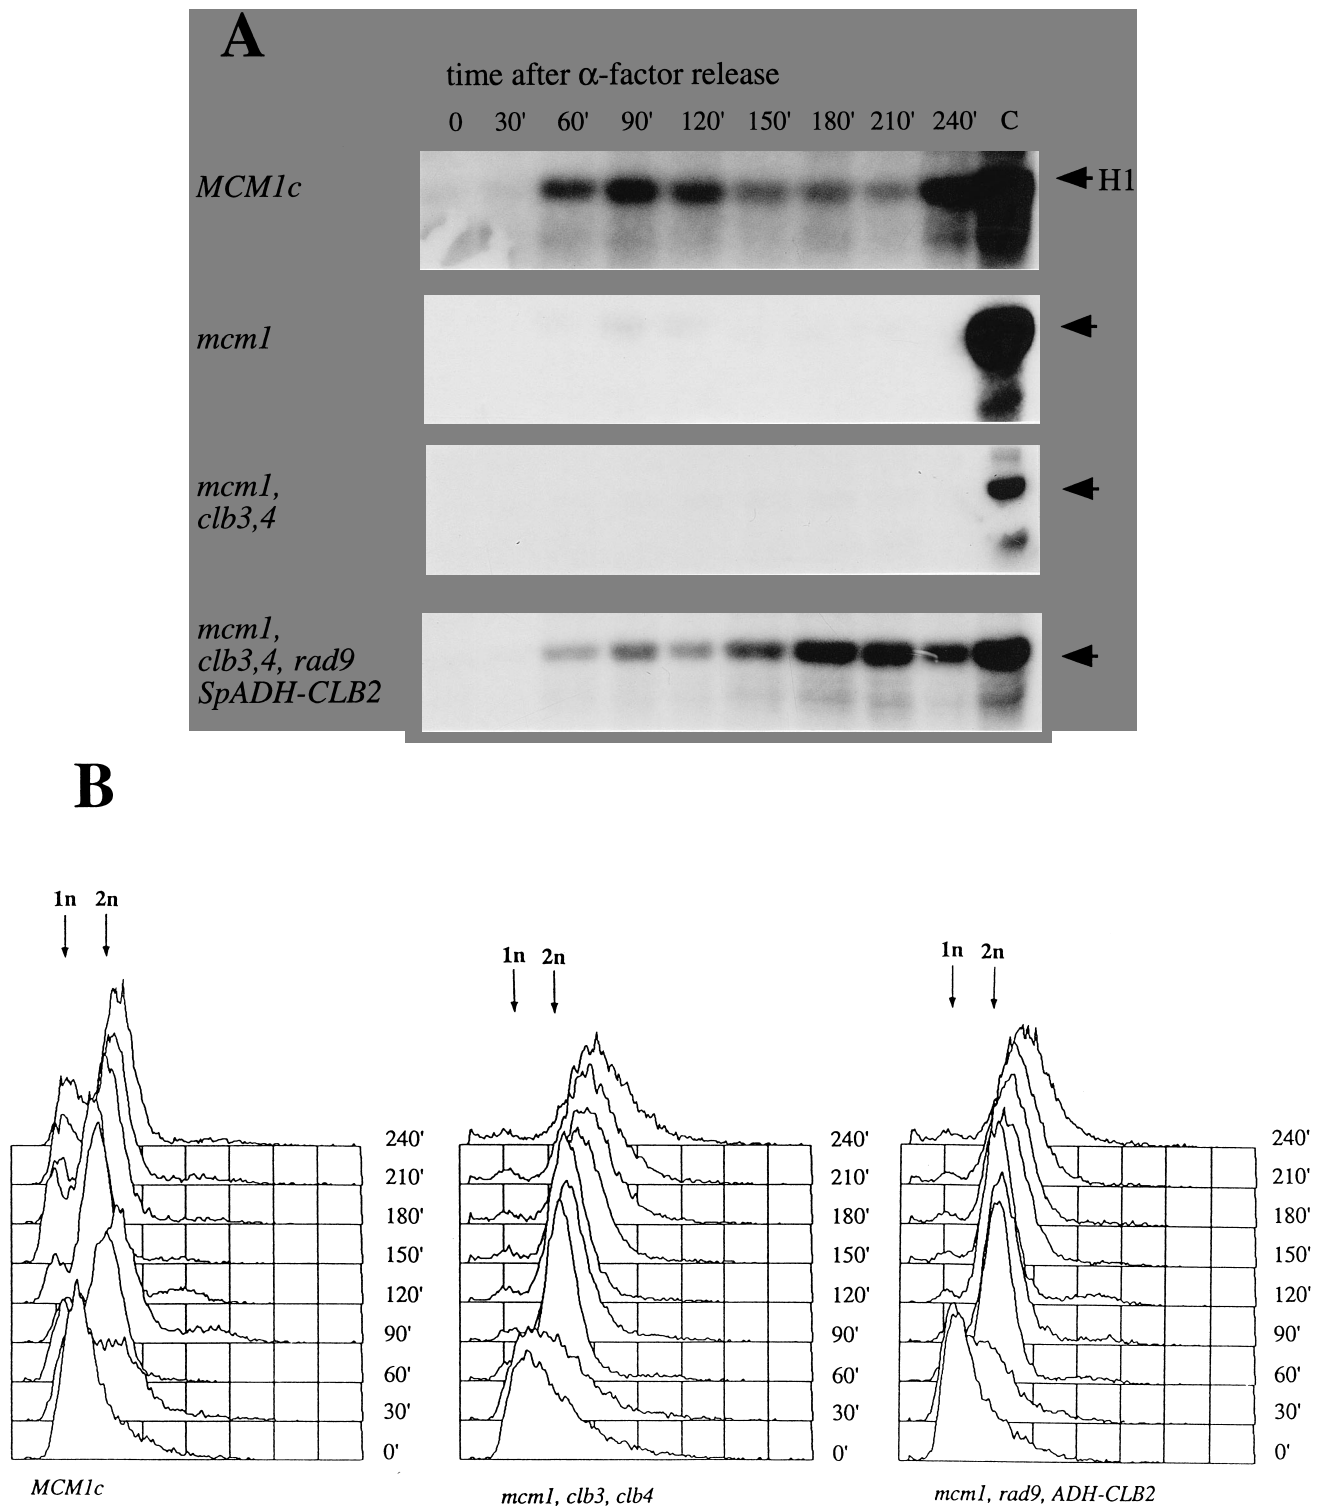 A
time after α-factor release
0 30' 60' 90' 120' 150' 180' 210' 240' C
MCM1c
H1
mcm1
mcm1,
clb3,4
mcm1,
clb3,4, rad9
SpADH-CLB2
B
1n 2n
240'
210'
180'
150'
120'
90'
60'
30'
0'
MCM1c
1n 2n
240'
210'
180'
150'
120'
90'
60'
30'
0'
mcm1, clb3, clb4
1n 2n
240'
210'
180'
150'
120'
90'
60'
30'
0'
mcm1, rad9, ADH-CLB2